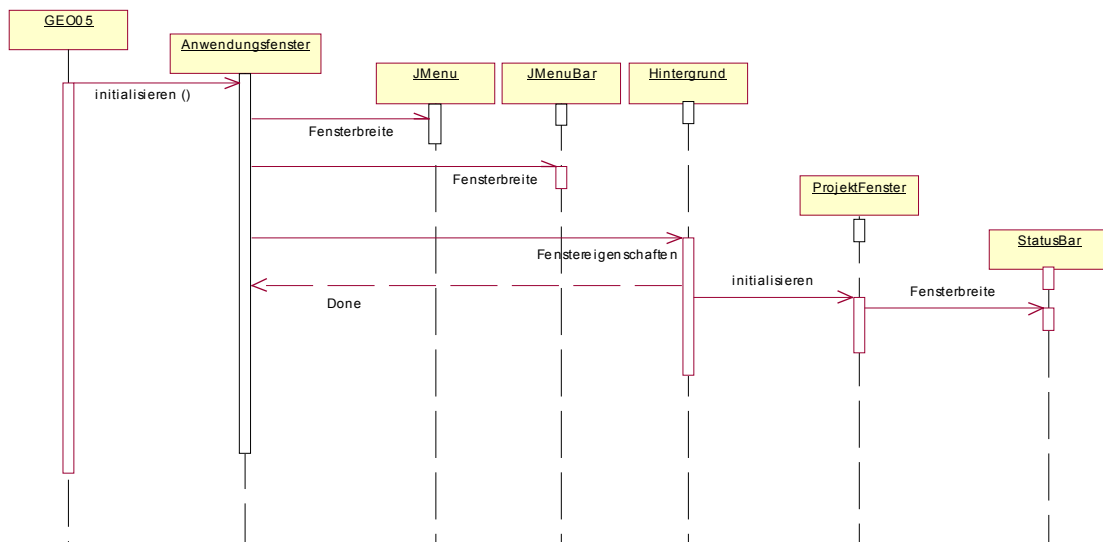 GEO05
Anwendungsfenster
JMenu
JMenuBar
Hintergrund
initialisieren ()
Fensterbreite
Fensterbreite
ProjektFenster
StatusBar
Fenstereigenschaften
initialisieren
Fensterbreite
Done